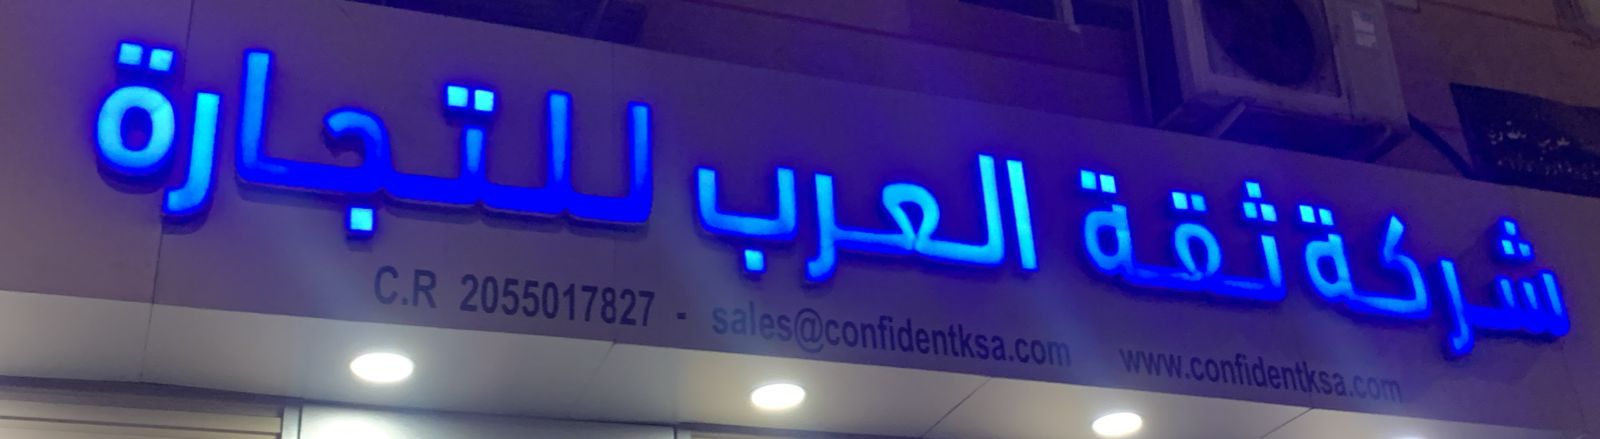 شركة ثقة العرب للتجارة
C.R 2055017827 - sales@confidentksa.com www.confidentksa.com